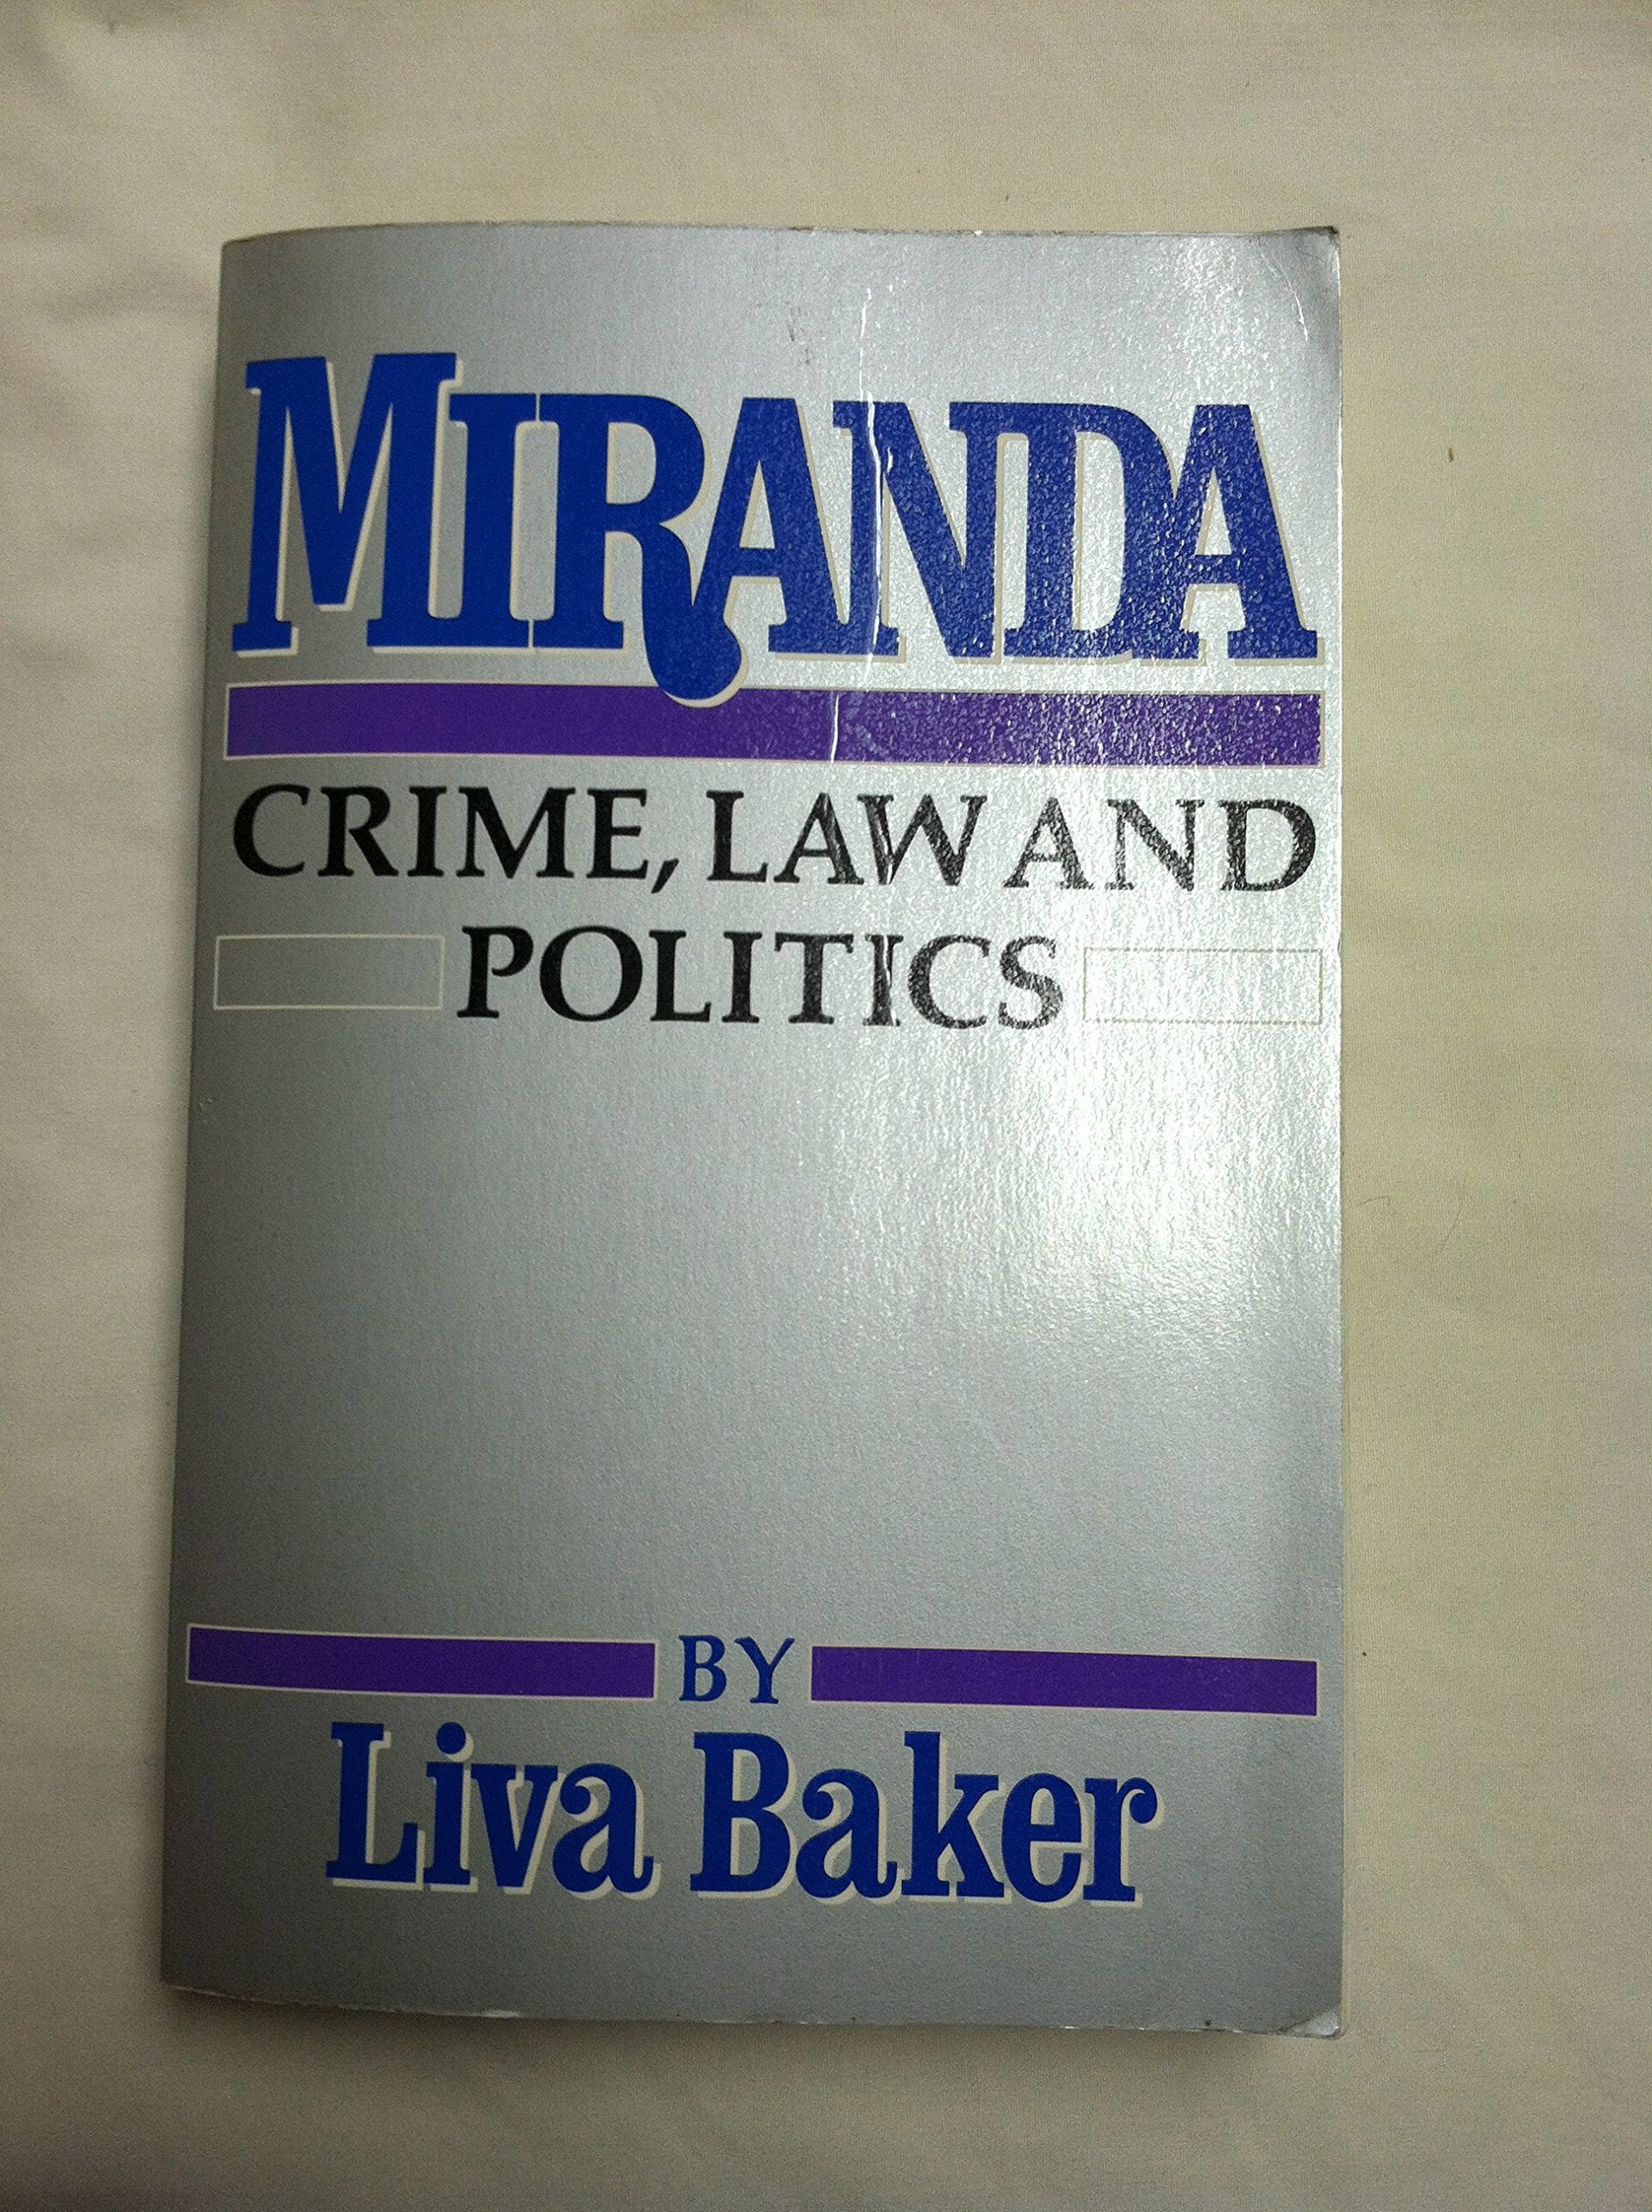 MIRANDA
CRIME, LAW AND
POLITICS
BY
Liva Baker